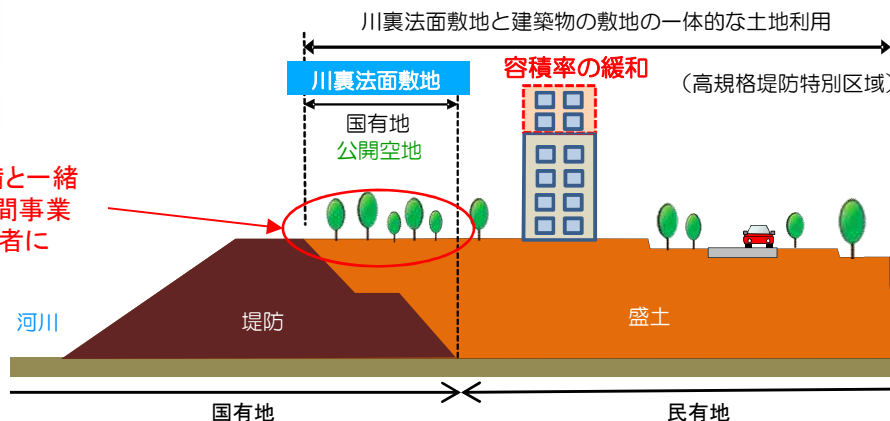 川裏法面敷地と建築物の敷地の一体的な土地利用
川裏法面敷地
容積率の緩和
(高規格堤防特別区域)
国有地
公開空地
と一緒
間事業
者に
河川
堤防
盛土
国有地
民有地